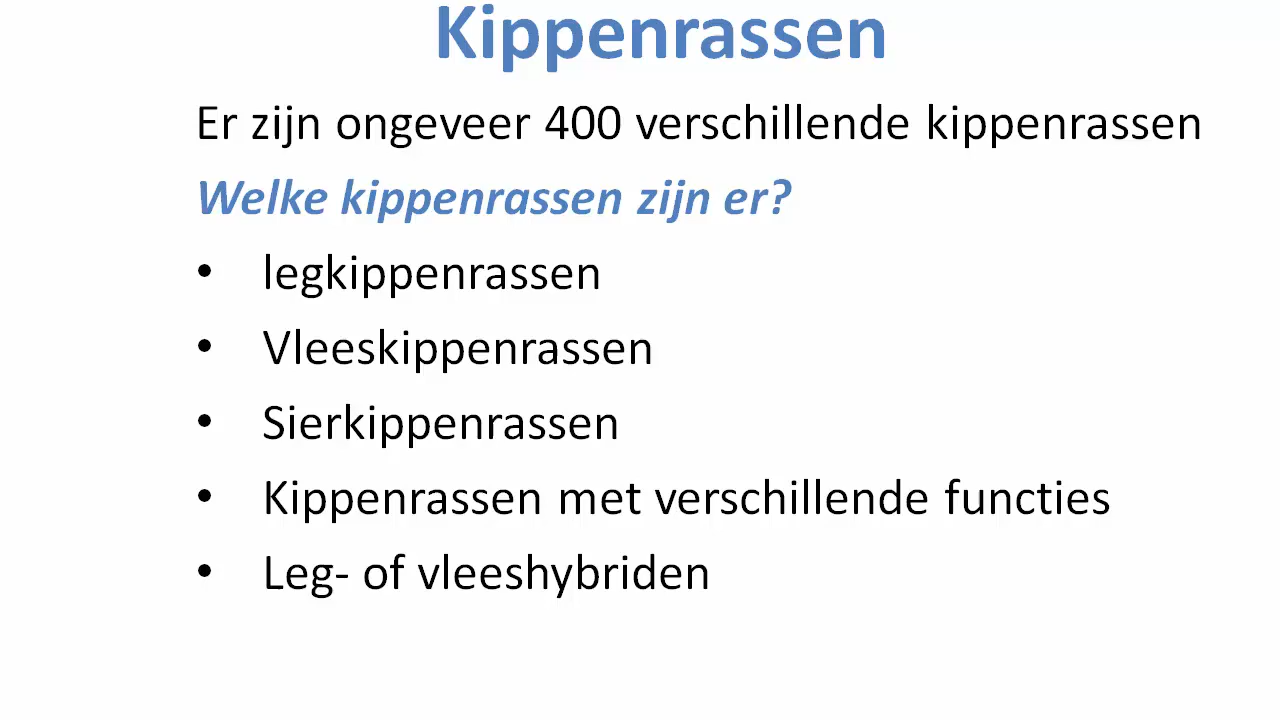 Kippenrassen
Er zijn ongeveer 400 verschillende kippenrassen
Welke kippenrassen zijn er?
• legkippenrassen
• Vleeskippenrassen
• Sierkippenrassen
• Kippenrassen met verschillende functies
• Leg- of vleeshybriden